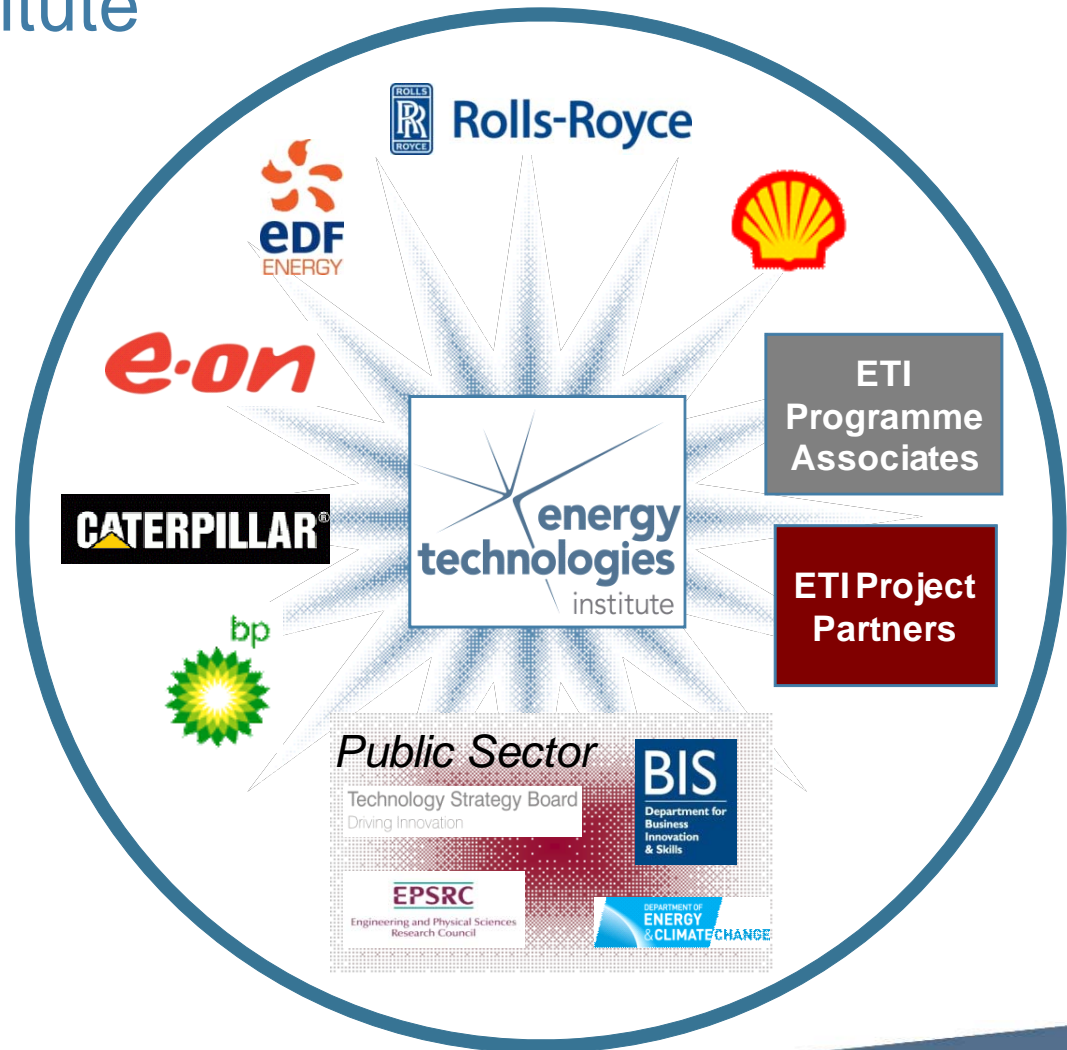 itute
ROLLS
RR
ROYCE
Rolls-Royce
eDF
ENERGY
e·on
ETI
Programme
Associates
energy
technologies
institute
CATERPILLAR®
ETI Project
Partners
bp
Public Sector
Technology Strategy Board
Driving Innovation
BIS
Department for
Business
Innovation
& Skills
EPSRC
Engineering and Physical Sciences
Research Council
DEPARTMENT OF
ENERGY
& CLIMATE CHANGE